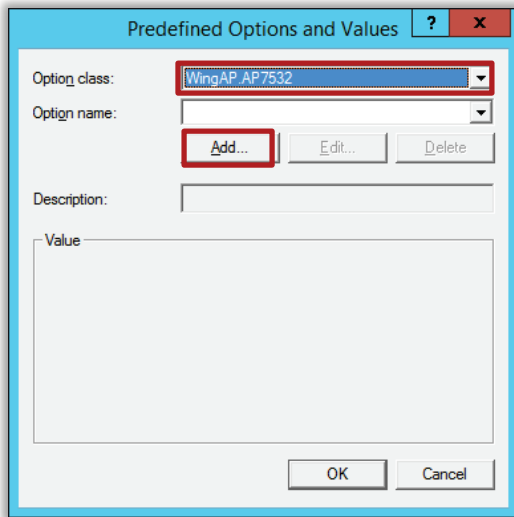 Predefined Options and Values ? x
Option class: WingAP.AP7532
Option name:
Add... Edit... Delete
Description:
Value
OK Cancel